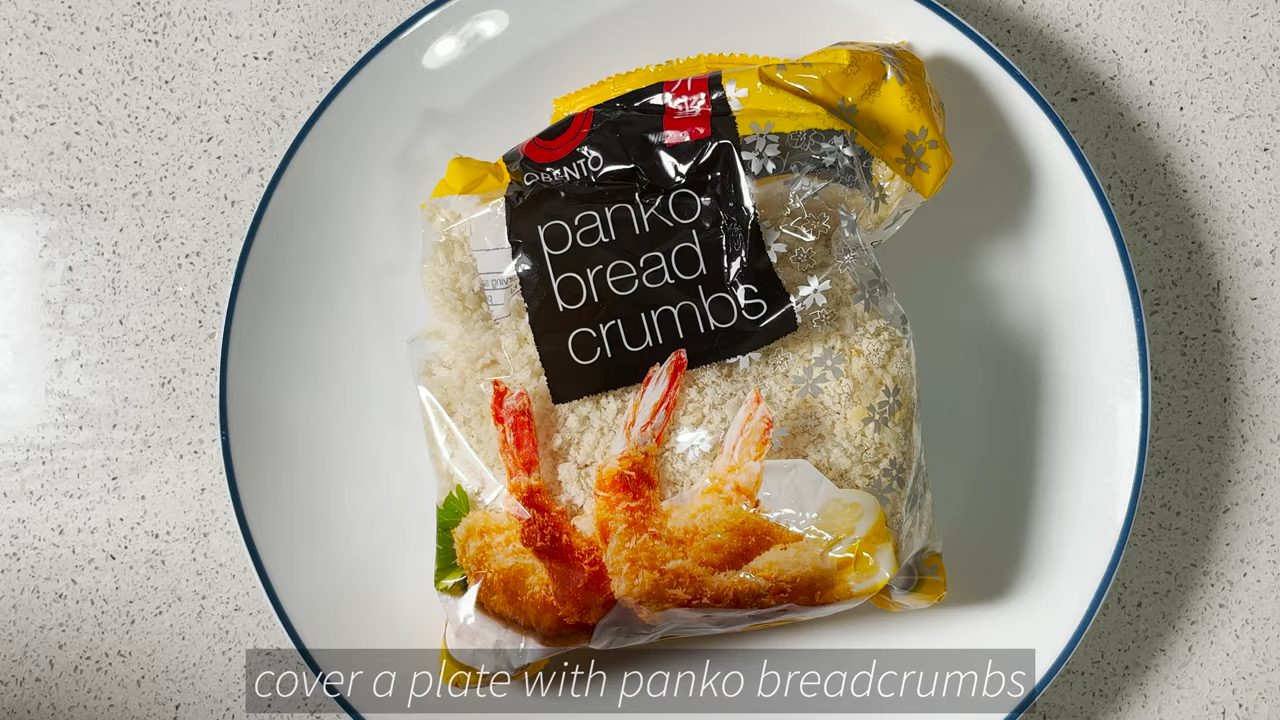 OBENTO
panko
bread
crumbs
cover a plate with panko breadcrumbs